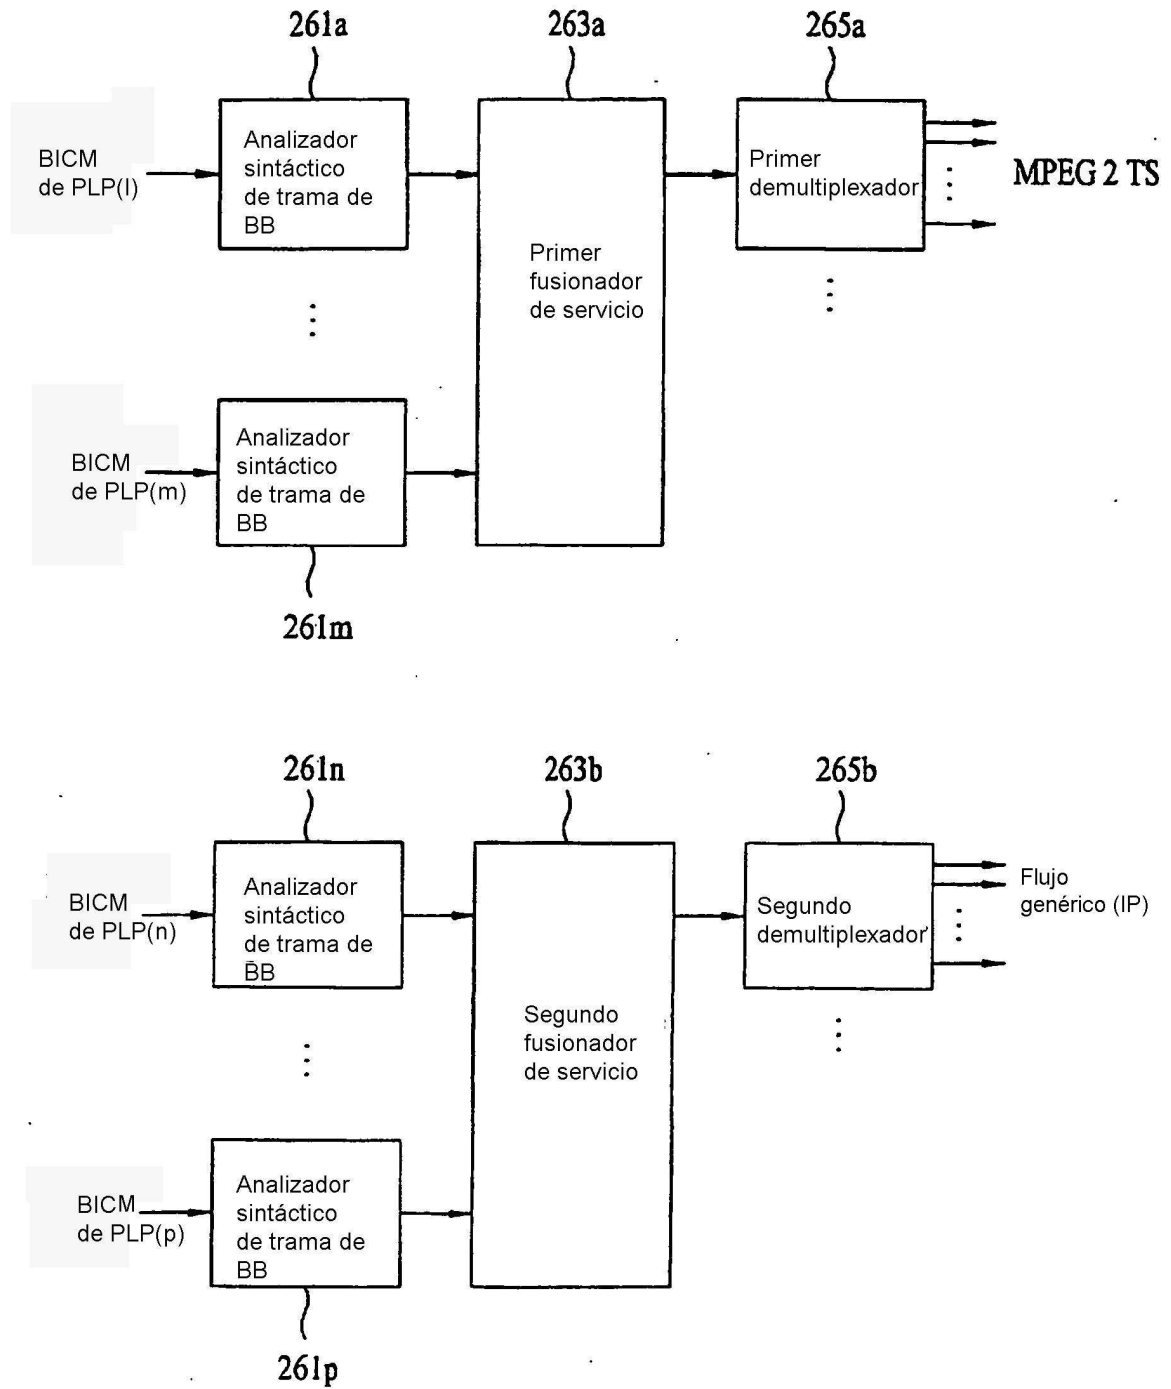 261a
263a
265a
BICM
de PLP(l)
Analizador
sintáctico
de trama de
BB
Primer
fusionador
de servicio
Primer
demultiplexador
MPEG 2 TS
BICM
de PLP(m)
Analizador
sintáctico
de trama de
BB
261m
261n
263b
265b
BICM
de PLP(n)
Analizador
sintáctico
de trama de
BB
Segundo
fusionador
de servicio
Segundo
demultiplexador
Flujo
genérico (IP)
BICM
de PLP(p)
Analizador
sintáctico
de trama de
BB
261p